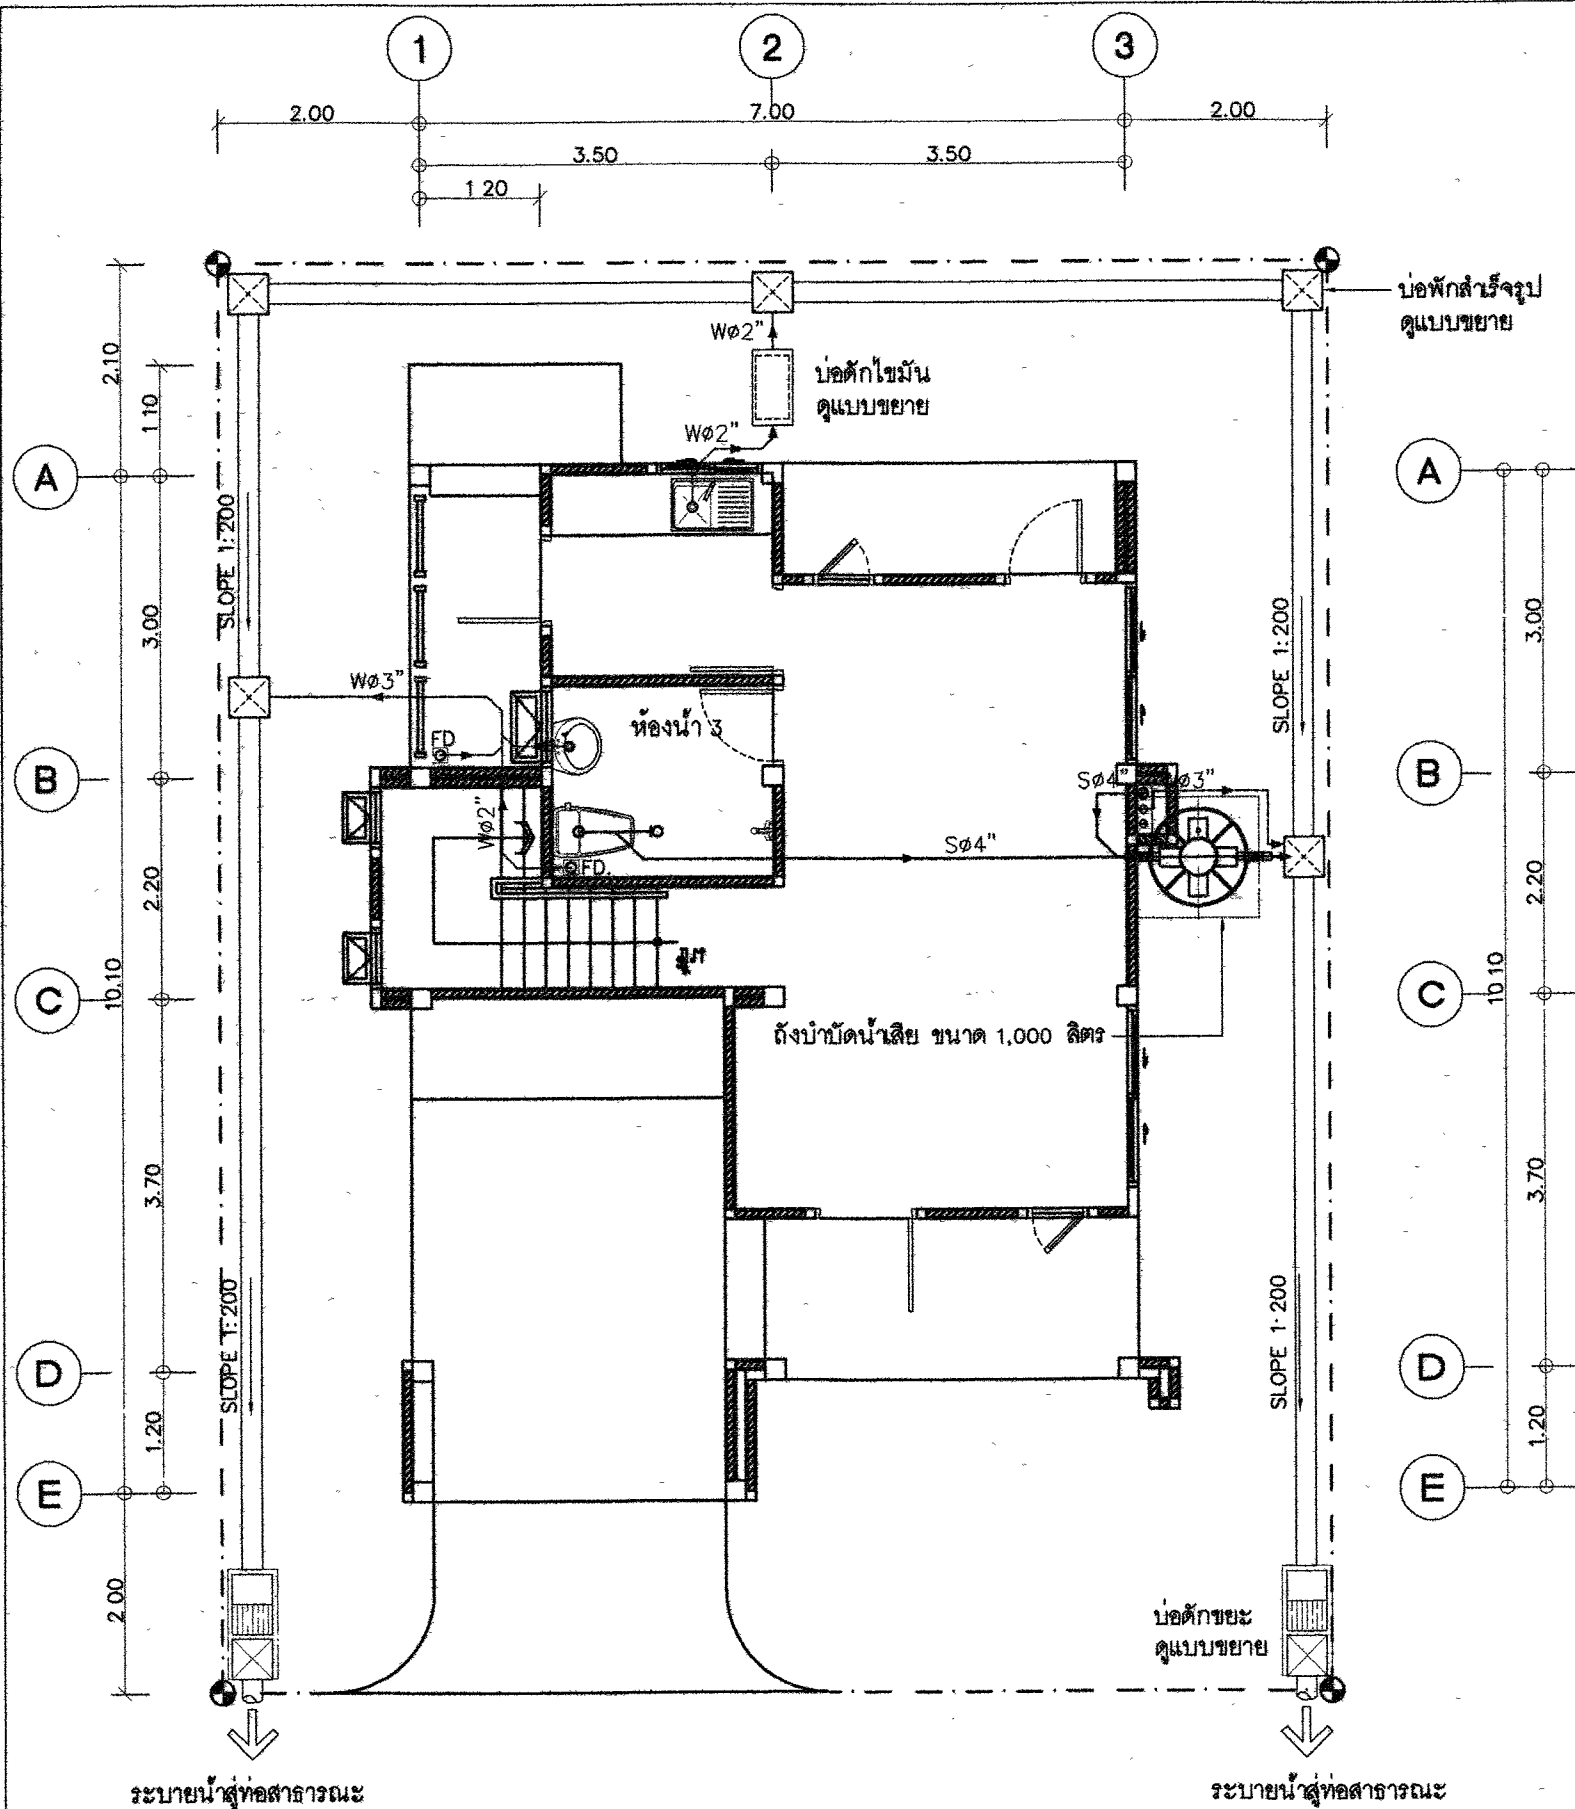 1
2
3
2.00
7.00
2.00
3.50
3.50
1 20
บ่อพักสำเร็จรูป
ดูแบบขยาย
Wø2"
บ่อดักไขมัน
ดูแบบขยาย
2.10
1.10
Wø2"
A
A
SLOPE 1:200
3.00
SLOPE 1:200
3.00
Wø3"
ห้องน้ำ 3
FD
B
Sø4"
ø3"
B
Wø2"
Sø4"
FD.
2.20
2.20
C
10.10
10 10
C
ถังบำบัดน้ำเสีย ขนาด 1,000 ลิตร
3.70
3.70
SLOPE 1:200
SLOPE 1:200
D
D
1.20
1.20
E
E
2 00
บ่อดักขยะ
ดูแบบขยาย
ระบายน้ำสู่ท่อสาธารณะ
ระบายน้ำสู่ท่อสาธารณะ